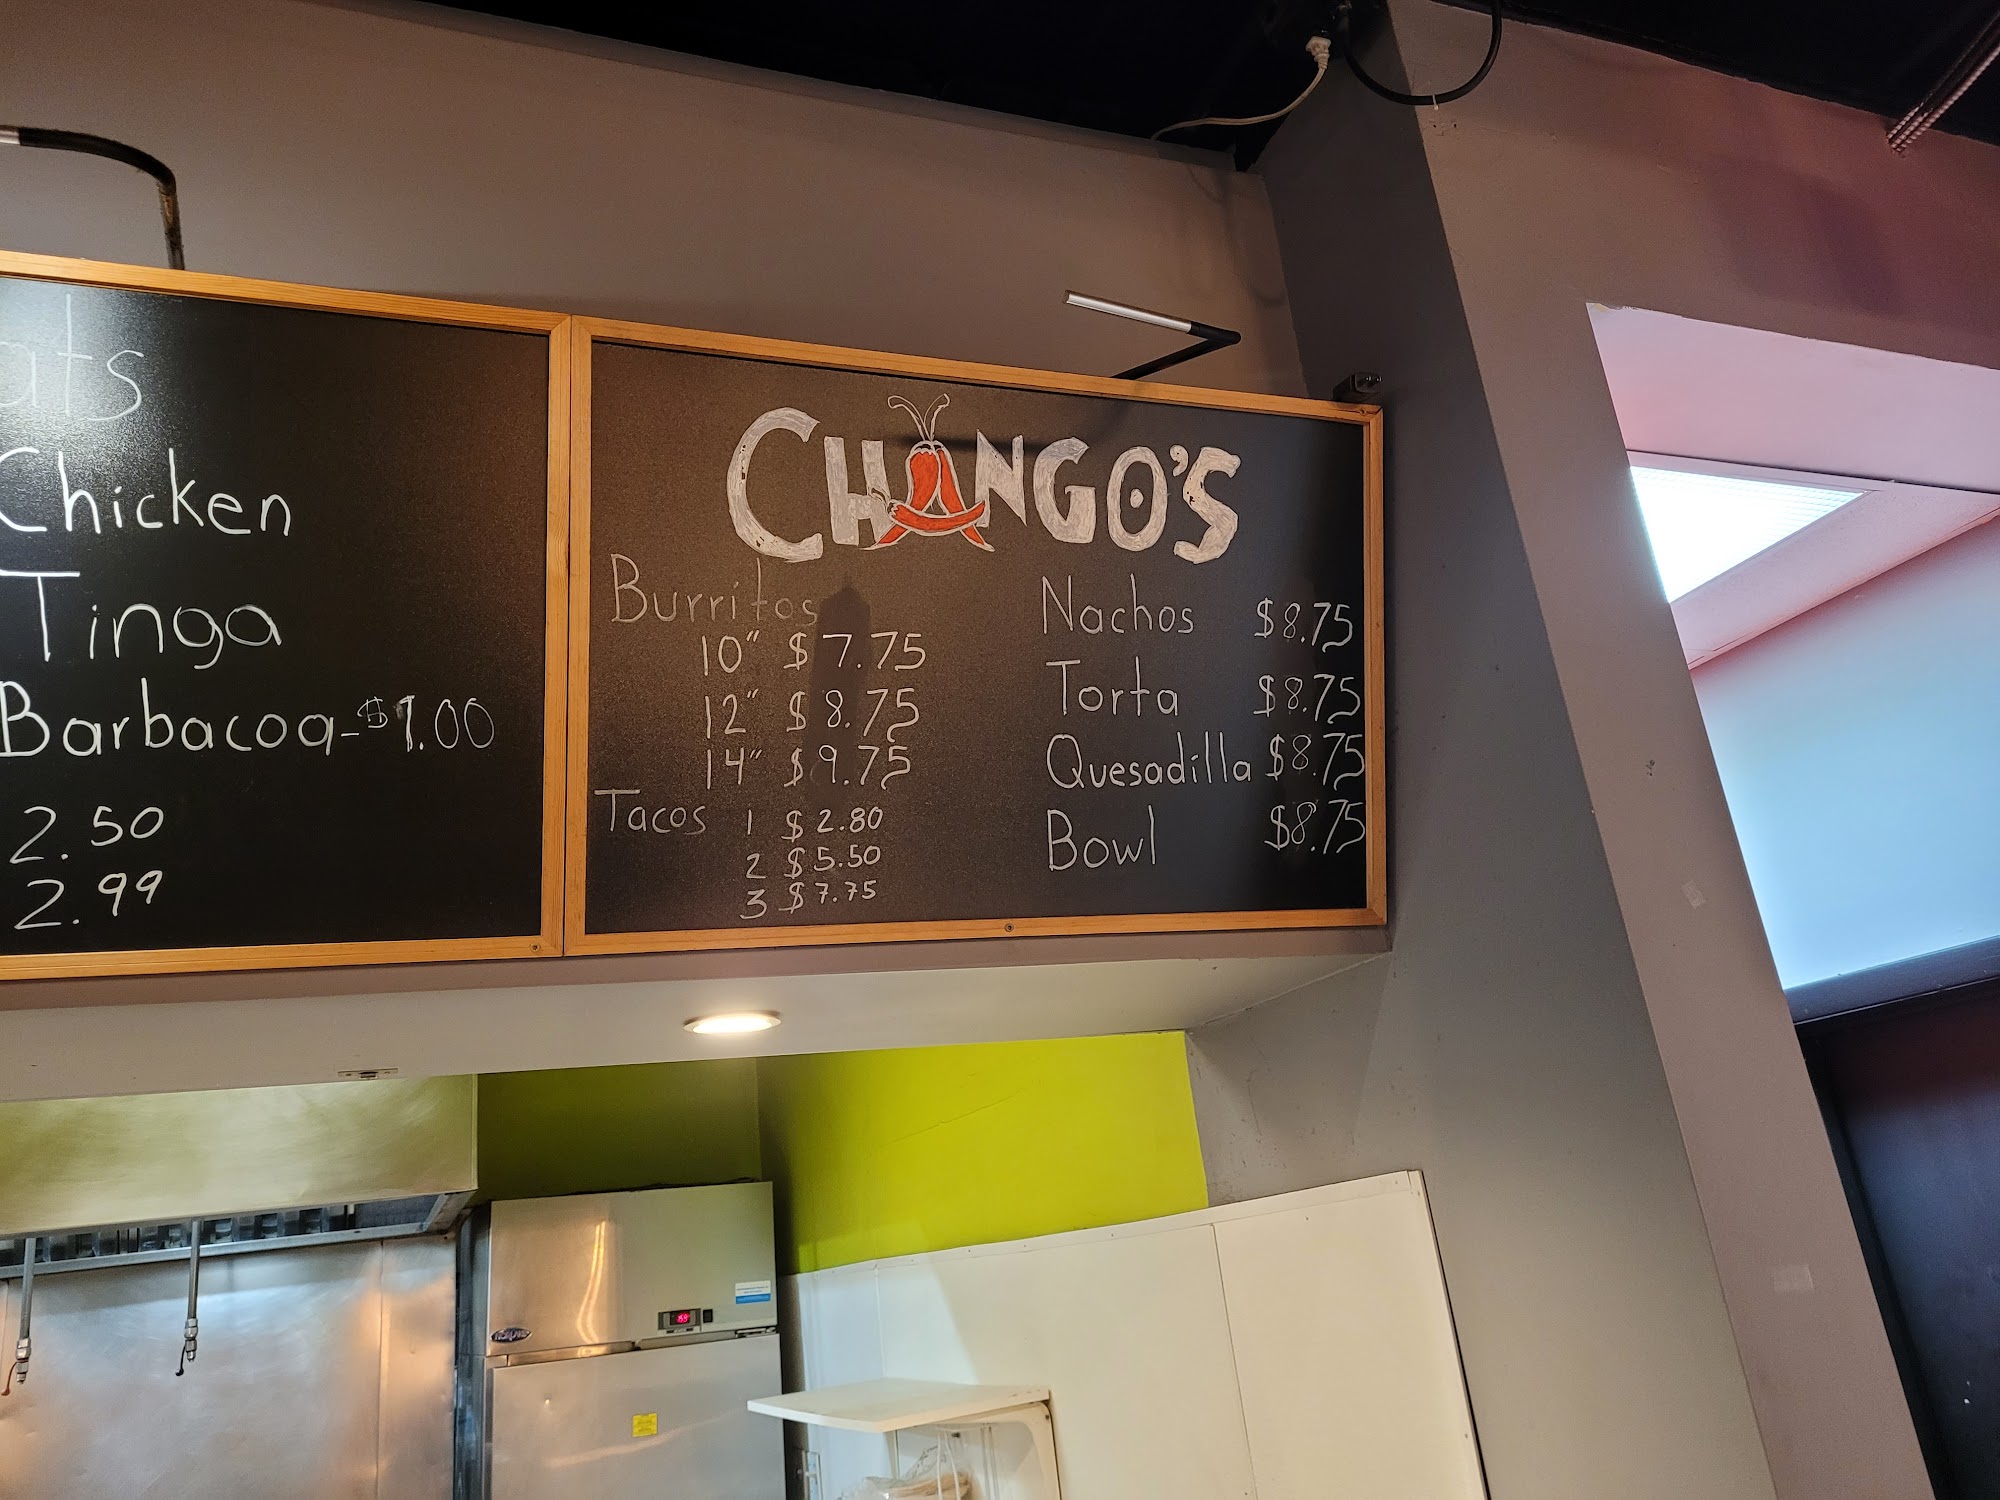 Chicken
Tinga
Barbacoa - $1.00
2.50
2.99
CHANGO'S
Burritos
10" $7.75
12" $8.75
14" $9.75
Tacos 1 $2.80
2 $5.50
3 $7.75
Nachos $8.75
Torta $8.75
Quesadilla $8.75
Bowl $8.75